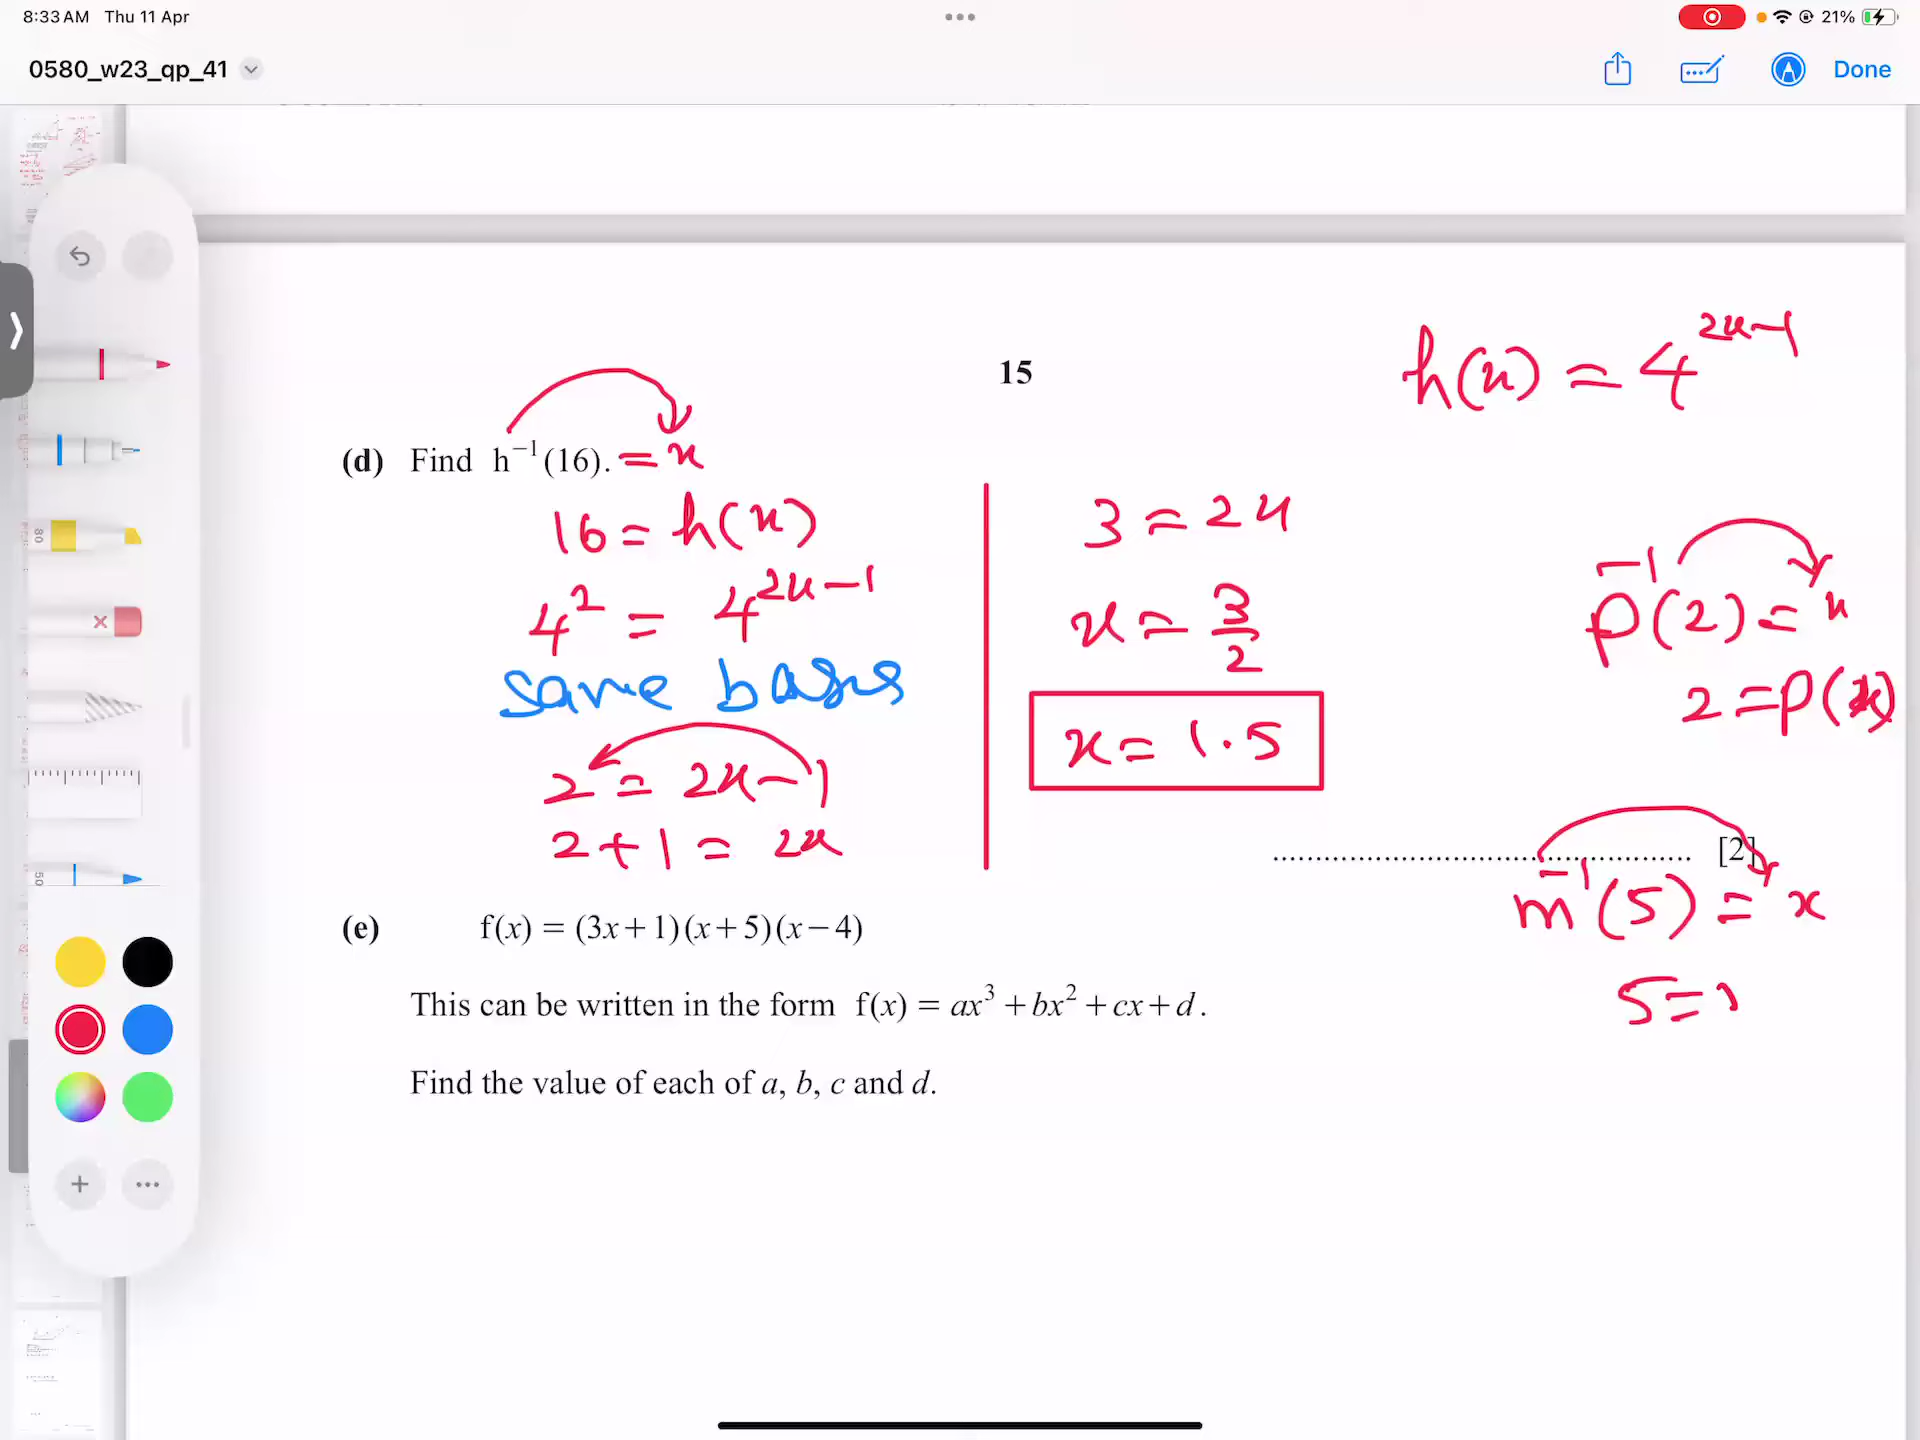 8:33 AM Thu 11 Apr
21%
0580_w23_qp_41
Done
15
h(x) = 4^{2x-1}
(d) Find h⁻¹(16). = x
16 = h(x)
4² = 4^{2x-1}
same bases
2 = 2x-1
2+1 = 2x
3 = 2x
x = 3/2
x = 1.5
p⁻¹(2) = x
2 = p(x)
[2]
m⁻¹(5) = x
5 =
(e) f(x) = (3x+1)(x+5)(x-4)
This can be written in the form f(x) = ax³+bx²+cx+d.
Find the value of each of a, b, c and d.
80
50